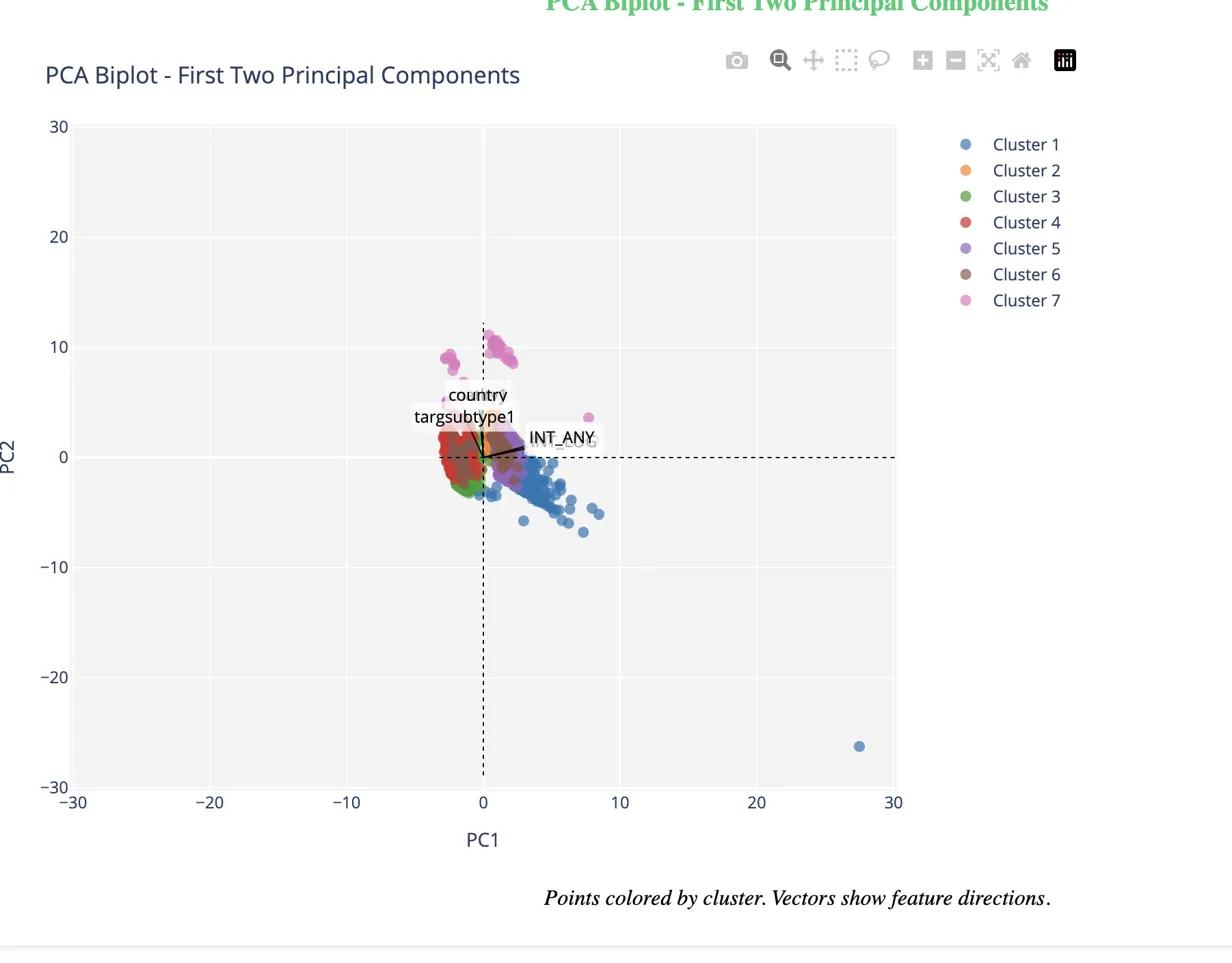 PCA Biplot - First Two Principal Components
PCA Biplot - First Two Principal Components
30
20
10
0
−10
−20
−30
PC2
−30
−20
−10
0
10
20
30
PC1
country
targsubtype1
INT_ANY
INT_LOG
Cluster 1
Cluster 2
Cluster 3
Cluster 4
Cluster 5
Cluster 6
Cluster 7
Points colored by cluster. Vectors show feature directions.